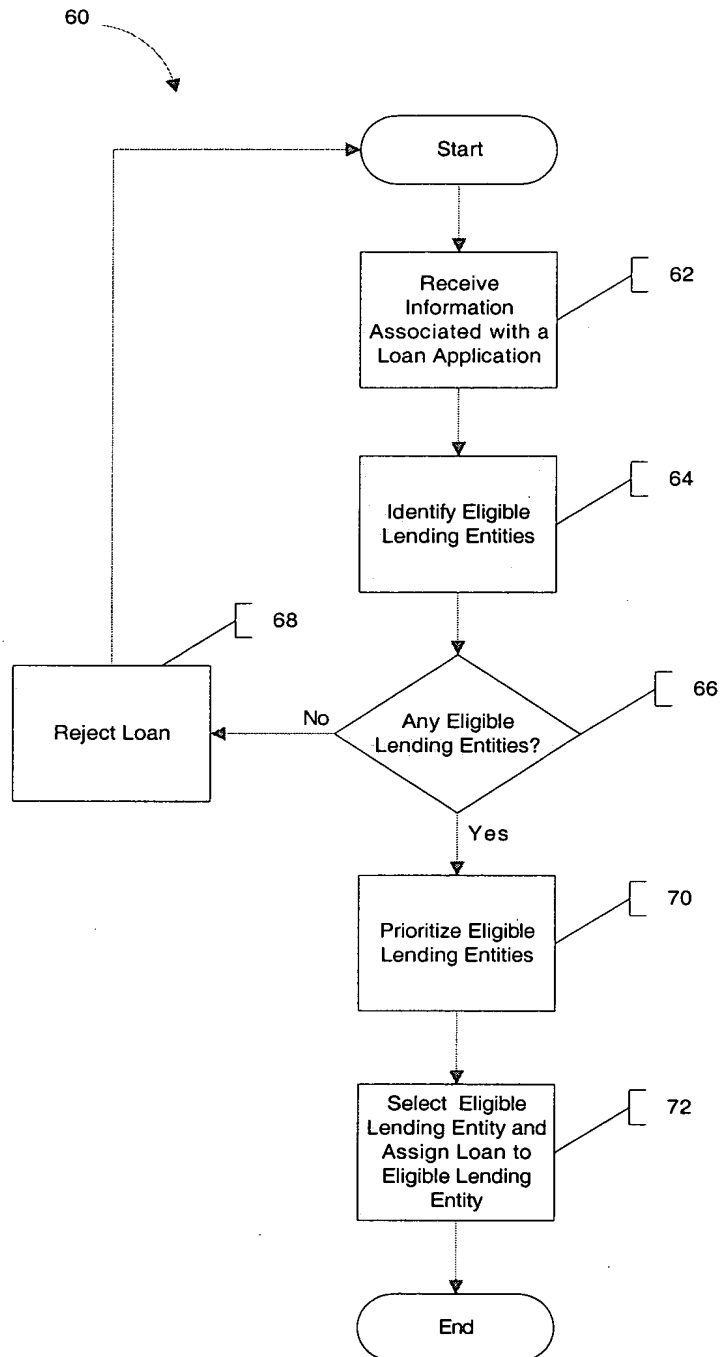 60
Start
Receive
Information
Associated with a
Loan Application
62
Identify Eligible
Lending Entities
64
Any Eligible
Lending Entities?
66
No
Reject Loan
68
Yes
Prioritize Eligible
Lending Entities
70
Select Eligible
Lending Entity and
Assign Loan to
Eligible Lending
Entity
72
End